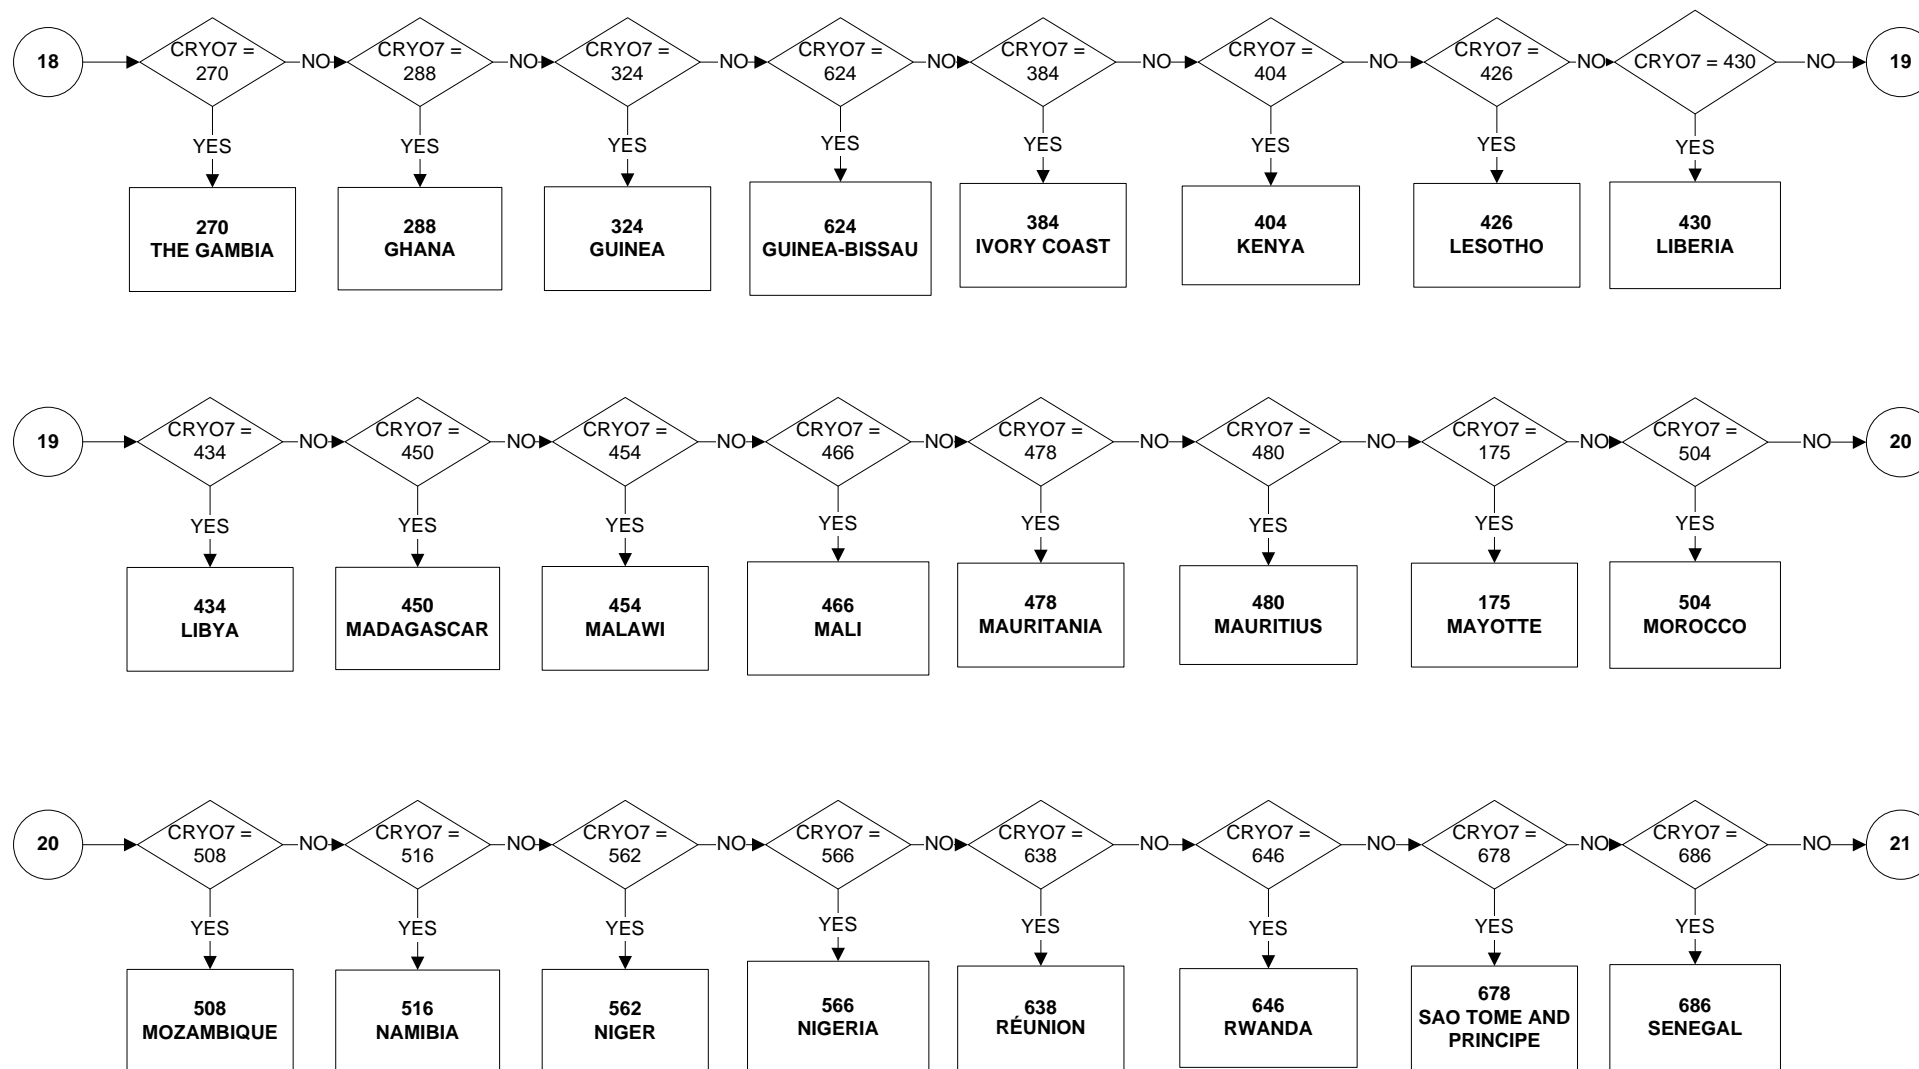 18
CRYO7 =
270
NO
CRYO7 =
288
NO
CRYO7 =
324
NO
CRYO7 =
624
NO
CRYO7 =
384
NO
CRYO7 =
404
NO
CRYO7 =
426
NO
CRYO7 = 430
NO
19
YES
YES
YES
YES
YES
YES
YES
YES
270
THE GAMBIA
288
GHANA
324
GUINEA
624
GUINEA-BISSAU
384
IVORY COAST
404
KENYA
426
LESOTHO
430
LIBERIA
19
CRYO7 =
434
NO
CRYO7 =
450
NO
CRYO7 =
454
NO
CRYO7 =
466
NO
CRYO7 =
478
NO
CRYO7 =
480
NO
CRYO7 =
175
NO
CRYO7 =
504
NO
20
YES
YES
YES
YES
YES
YES
YES
YES
434
LIBYA
450
MADAGASCAR
454
MALAWI
466
MALI
478
MAURITANIA
480
MAURITIUS
175
MAYOTTE
504
MOROCCO
20
CRYO7 =
508
NO
CRYO7 =
516
NO
CRYO7 =
562
NO
CRYO7 =
566
NO
CRYO7 =
638
NO
CRYO7 =
646
NO
CRYO7 =
678
NO
CRYO7 =
686
NO
21
YES
YES
YES
YES
YES
YES
YES
YES
508
MOZAMBIQUE
516
NAMIBIA
562
NIGER
566
NIGERIA
638
RÉUNION
646
RWANDA
678
SAO TOME AND
PRINCIPE
686
SENEGAL